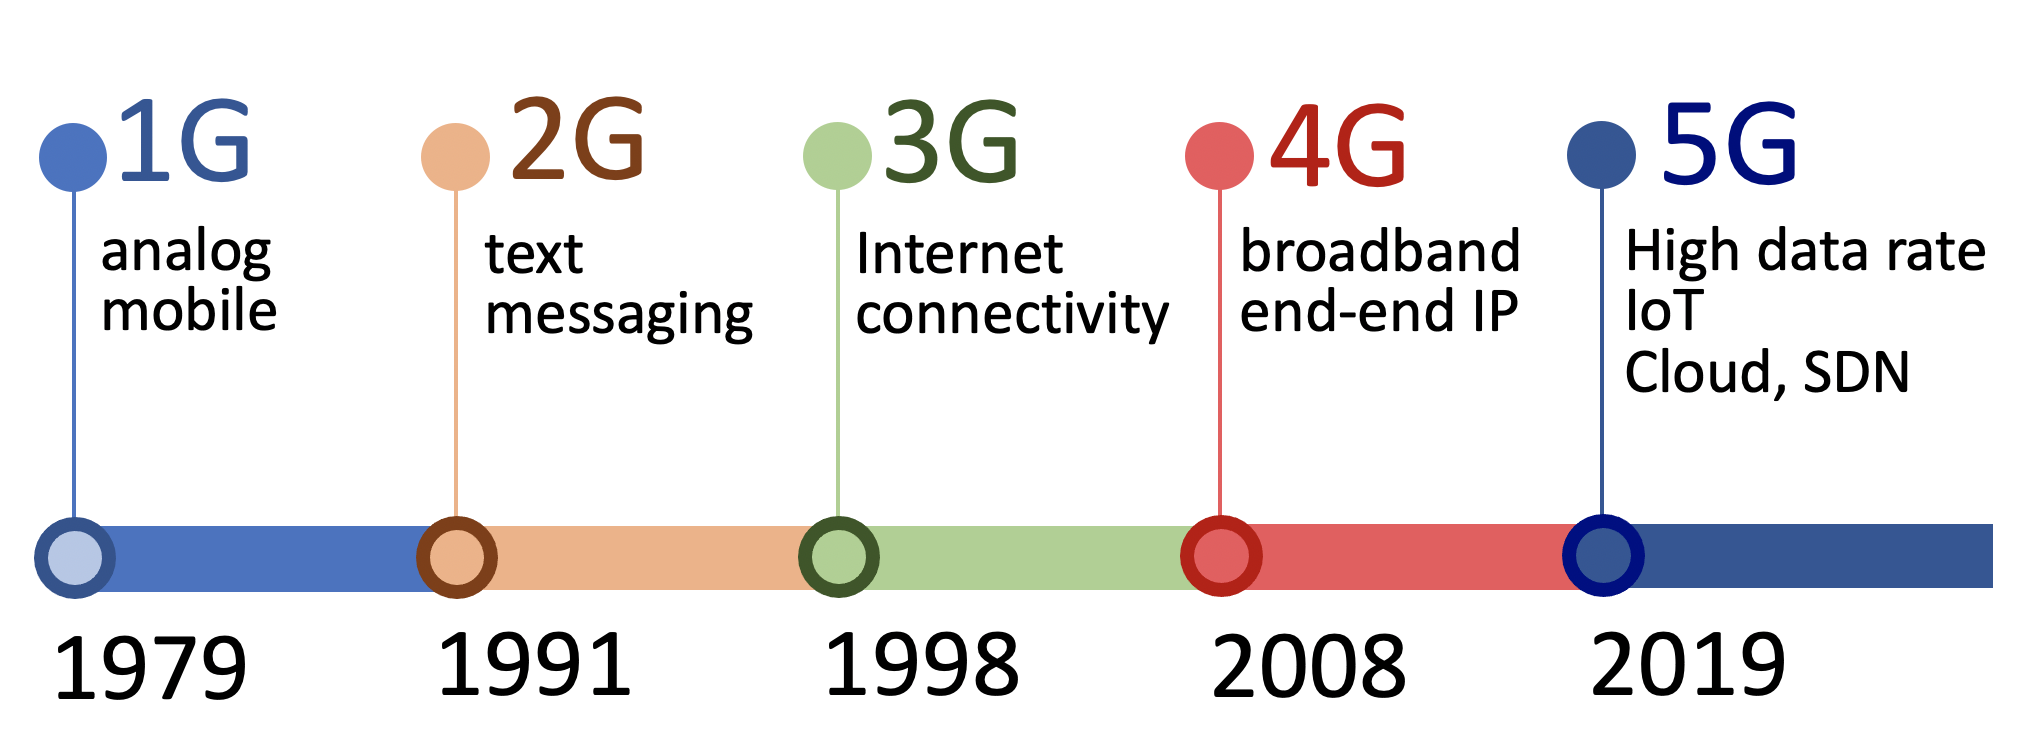 1G
analog
mobile
2G
text
messaging
3G
Internet
connectivity
4G
broadband
end-end IP
5G
High data rate
IoT
Cloud, SDN
1979
1991
1998
2008
2019